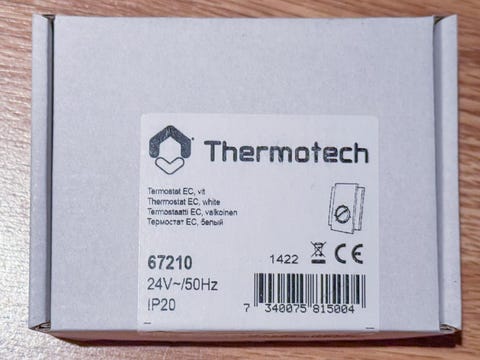 Thermotech
Termostat EC, vit
Thermostat EC, white
Termostaatti EC, valkoinen
Термостат EC, белый
67210
1422
24V~/50Hz
IP20
7 340075 815004